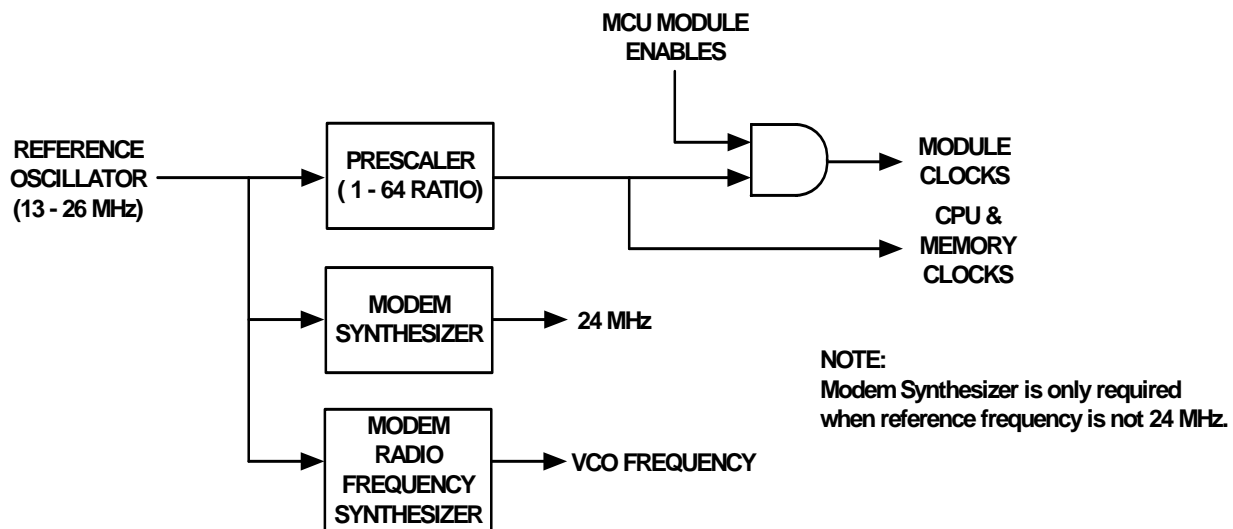 MCU MODULE
ENABLES
REFERENCE
OSCILLATOR
(13 - 26 MHz)
PRESCALER
( 1 - 64 RATIO)
MODULE
CLOCKS
CPU &
MEMORY
CLOCKS
MODEM
SYNTHESIZER
24 MHz
NOTE:
Modem Synthesizer is only required
when reference frequency is not 24 MHz.
MODEM
RADIO
FREQUENCY
SYNTHESIZER
VCO FREQUENCY